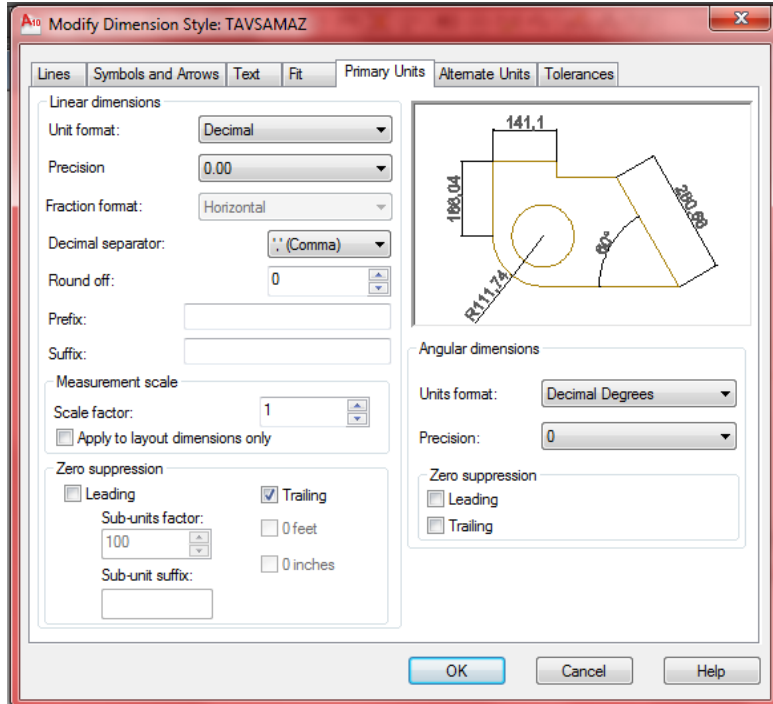 A10 Modify Dimension Style: TAVSAMAZ
Lines Symbols and Arrows Text Fit Primary Units Alternate Units Tolerances
Linear dimensions
Unit format: Decimal
Precision 0.00
Fraction format: Horizontal
Decimal separator: ',' (Comma)
Round off: 0
Prefix:
Suffix:
Measurement scale
Scale factor: 1
Apply to layout dimensions only
Zero suppression
Leading Trailing
Sub-units factor: 0 feet
100
0 inches
Sub-unit suffix:
141,1
166,04
280,68
60°
R111,74
Angular dimensions
Units format: Decimal Degrees
Precision: 0
Zero suppression
Leading
Trailing
OK Cancel Help